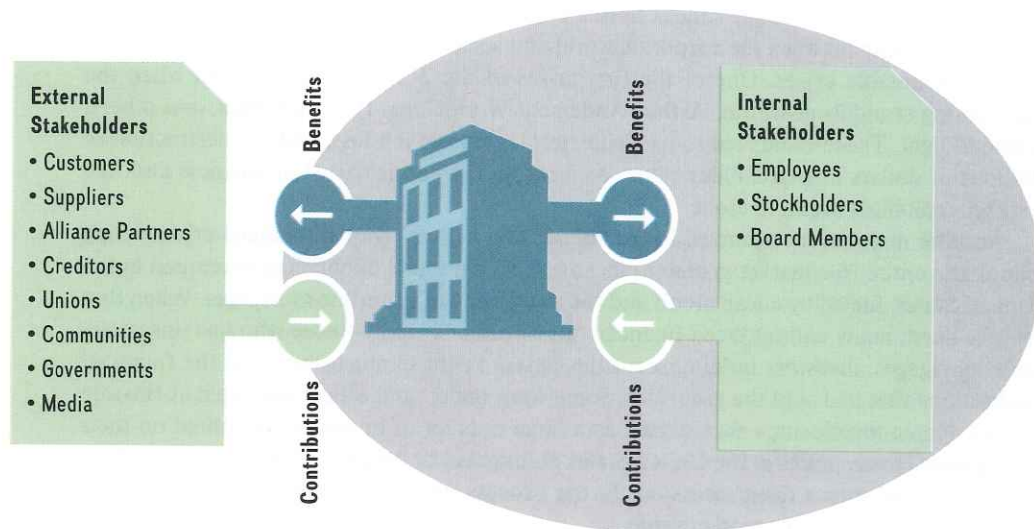 External
Stakeholders
• Customers
• Suppliers
• Alliance Partners
• Creditors
• Unions
• Communities
• Governments
• Media
Benefits
Contributions
Benefits
Contributions
Internal
Stakeholders
• Employees
• Stockholders
• Board Members